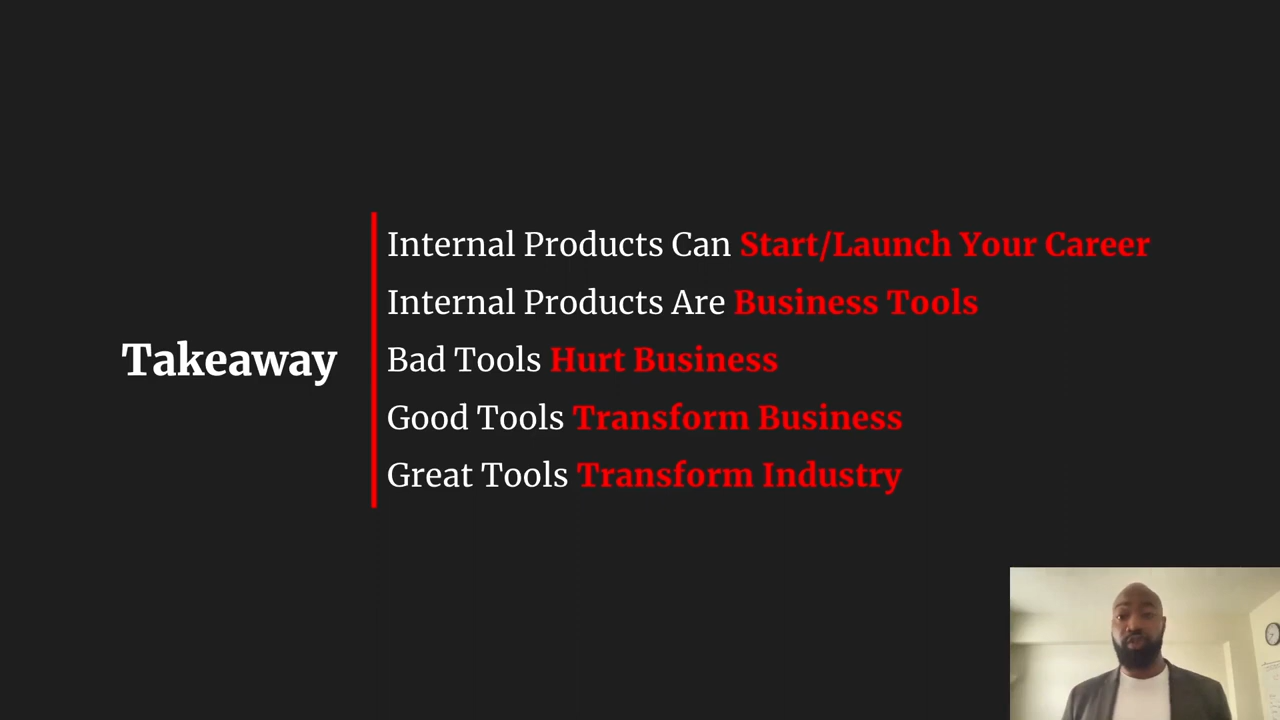 Takeaway
Internal Products Can Start/Launch Your Career
Internal Products Are Business Tools
Bad Tools Hurt Business
Good Tools Transform Business
Great Tools Transform Industry